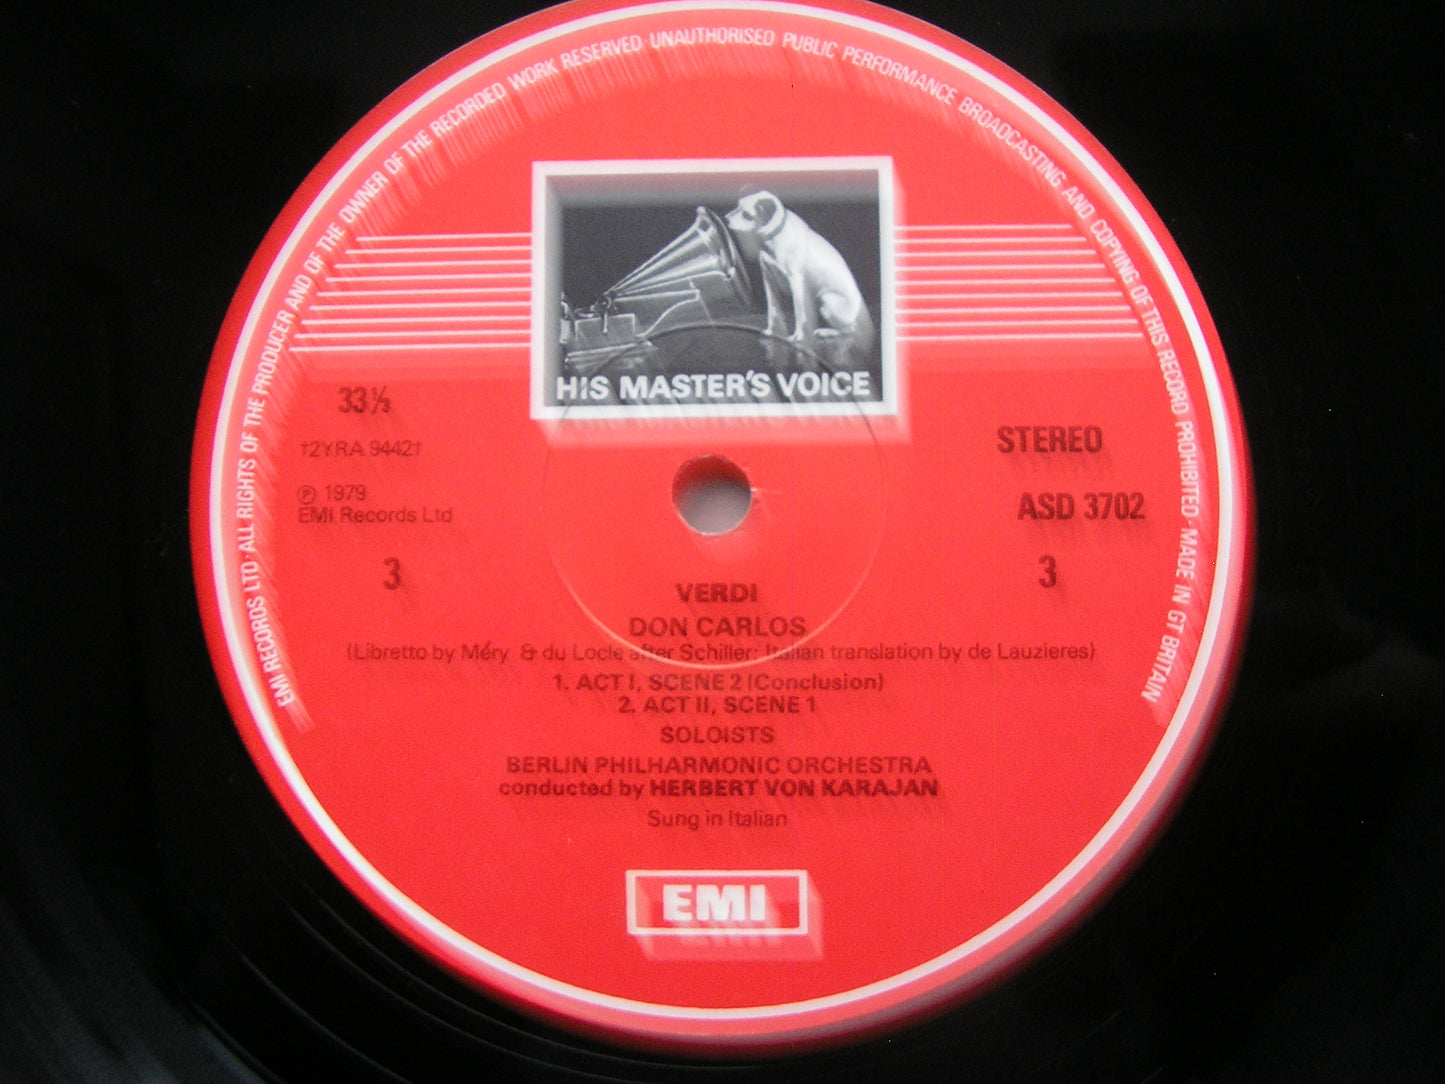 EMI RECORDS LTD · ALL RIGHTS OF THE PRODUCER AND OF THE OWNER OF THE RECORDED WORK RESERVED · UNAUTHORISED PUBLIC PERFORMANCE BROADCASTING AND COPYING OF THIS RECORD PROHIBITED · MADE IN GT BRITAIN
HIS MASTER'S VOICE
33⅓
†2YRA 9442†
℗ 1979
EMI Records Ltd
3
STEREO
ASD 3702
3
VERDI
DON CARLOS
(Libretto by Méry & du Locle after Schiller: Italian translation by de Lauzieres)
1. ACT I, SCENE 2 (Conclusion)
2. ACT II, SCENE 1
SOLOISTS
BERLIN PHILHARMONIC ORCHESTRA
conducted by HERBERT VON KARAJAN
Sung in Italian
EMI